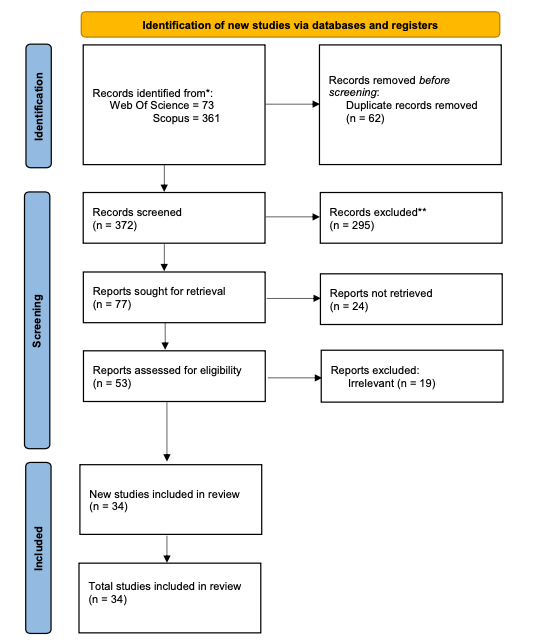 Identification of new studies via databases and registers
Identification
Records identified from*:
Web Of Science = 73
Scopus = 361
Records removed before
screening:
Duplicate records removed
(n = 62)
Screening
Records screened
(n = 372)
Records excluded**
(n = 295)
Reports sought for retrieval
(n = 77)
Reports not retrieved
(n = 24)
Reports assessed for eligibility
(n = 53)
Reports excluded:
Irrelevant (n = 19)
Included
New studies included in review
(n = 34)
Total studies included in review
(n = 34)